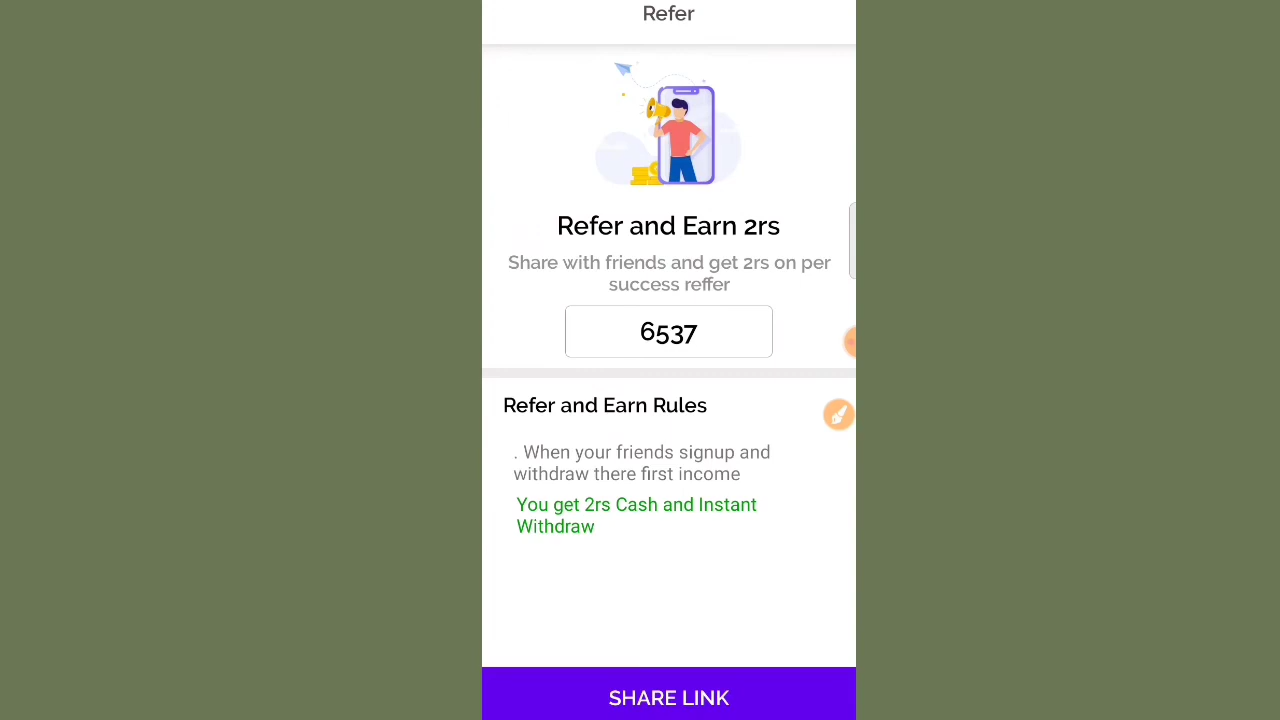 Refer
Refer and Earn 2rs
Share with friends and get 2rs on per
success reffer
6537
Refer and Earn Rules
. When your friends signup and
withdraw there first income
You get 2rs Cash and Instant
Withdraw
SHARE LINK